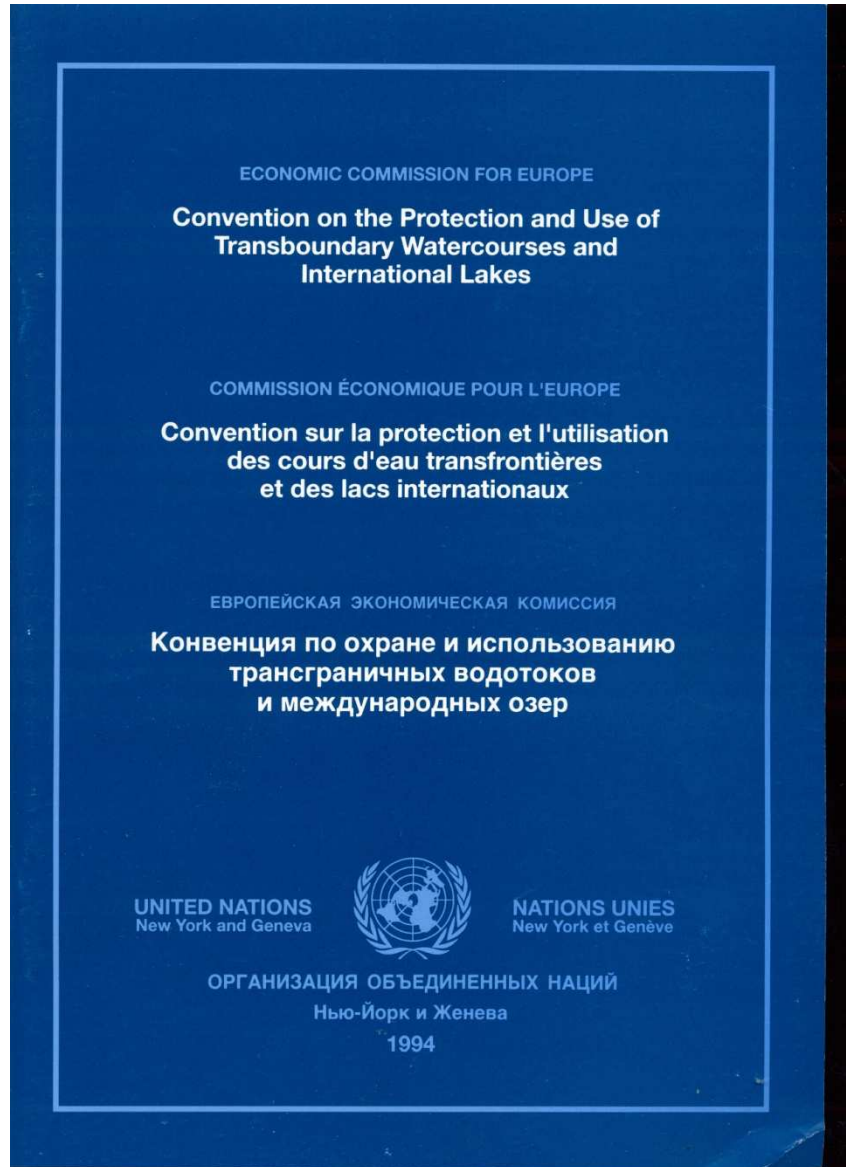 ECONOMIC COMMISSION FOR EUROPE
Convention on the Protection and Use of
Transboundary Watercourses and
International Lakes
COMMISSION ÉCONOMIQUE POUR L'EUROPE
Convention sur la protection et l'utilisation
des cours d'eau transfrontières
et des lacs internationaux
ЕВРОПЕЙСКАЯ ЭКОНОМИЧЕСКАЯ КОМИССИЯ
Конвенция по охране и использованию
трансграничных водотоков
и международных озер
UNITED NATIONS
New York and Geneva
NATIONS UNIES
New York et Genève
ОРГАНИЗАЦИЯ ОБЪЕДИНЕННЫХ НАЦИЙ
Нью-Йорк и Женева
1994